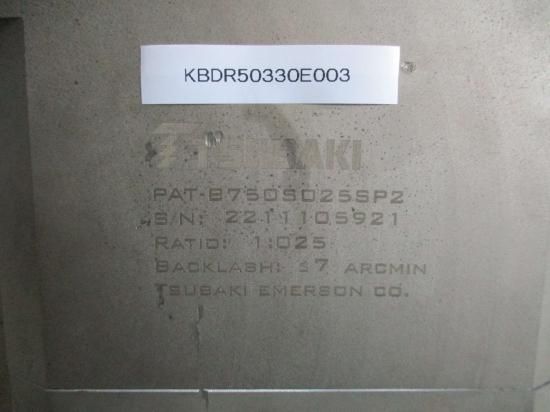 KBDR50330E003
TSUBAKI
PAT-B750S025SP2
S/N: 2211105921
RATIO: 1:025
BACKLASH: ≤7 ARCMIN
TSUBAKI EMERSON CO.